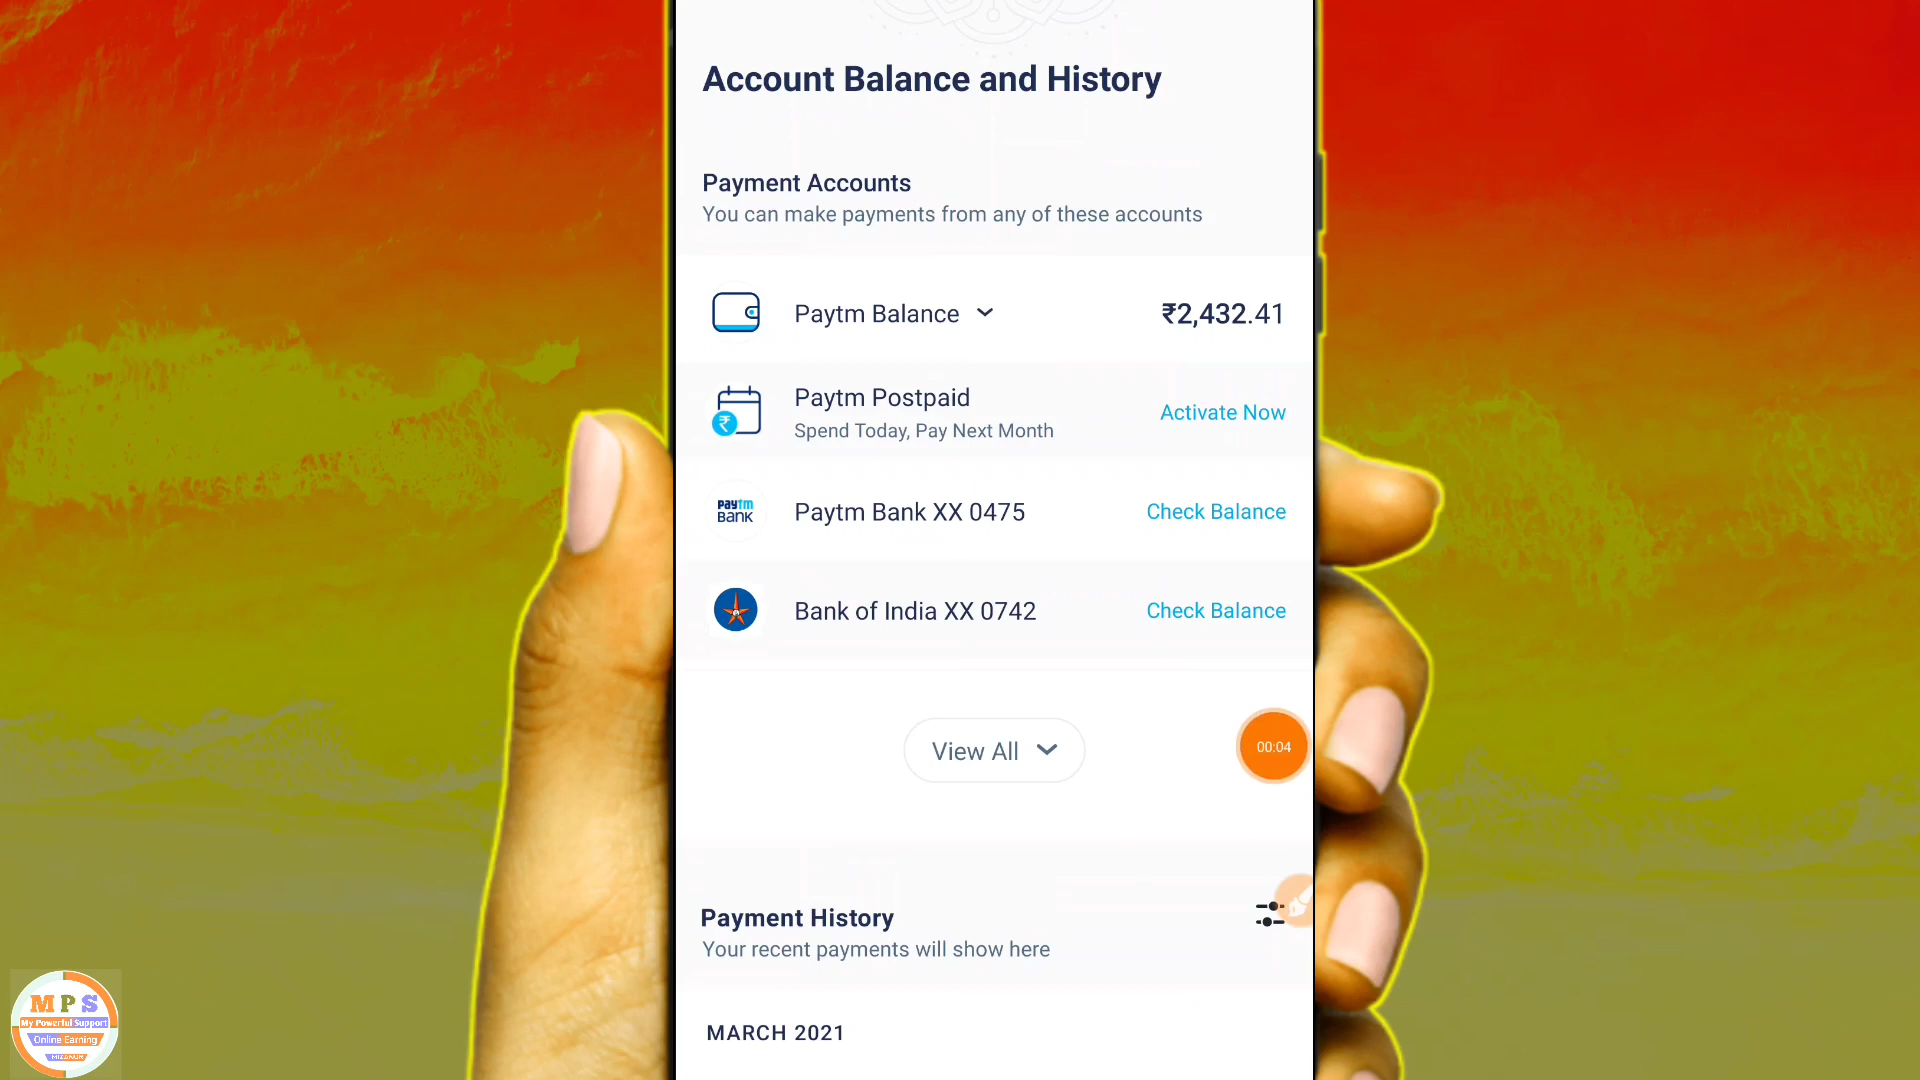 Account Balance and History
Payment Accounts
You can make payments from any of these accounts
Paytm Balance
₹2,432.41
Paytm Postpaid
Spend Today, Pay Next Month
Activate Now
paytm
BANK
Paytm Bank XX 0475
Check Balance
Bank of India XX 0742
Check Balance
View All
00:04
Payment History
Your recent payments will show here
MARCH 2021
M P S
My Powerful Support
Online Earning
MIZANUR